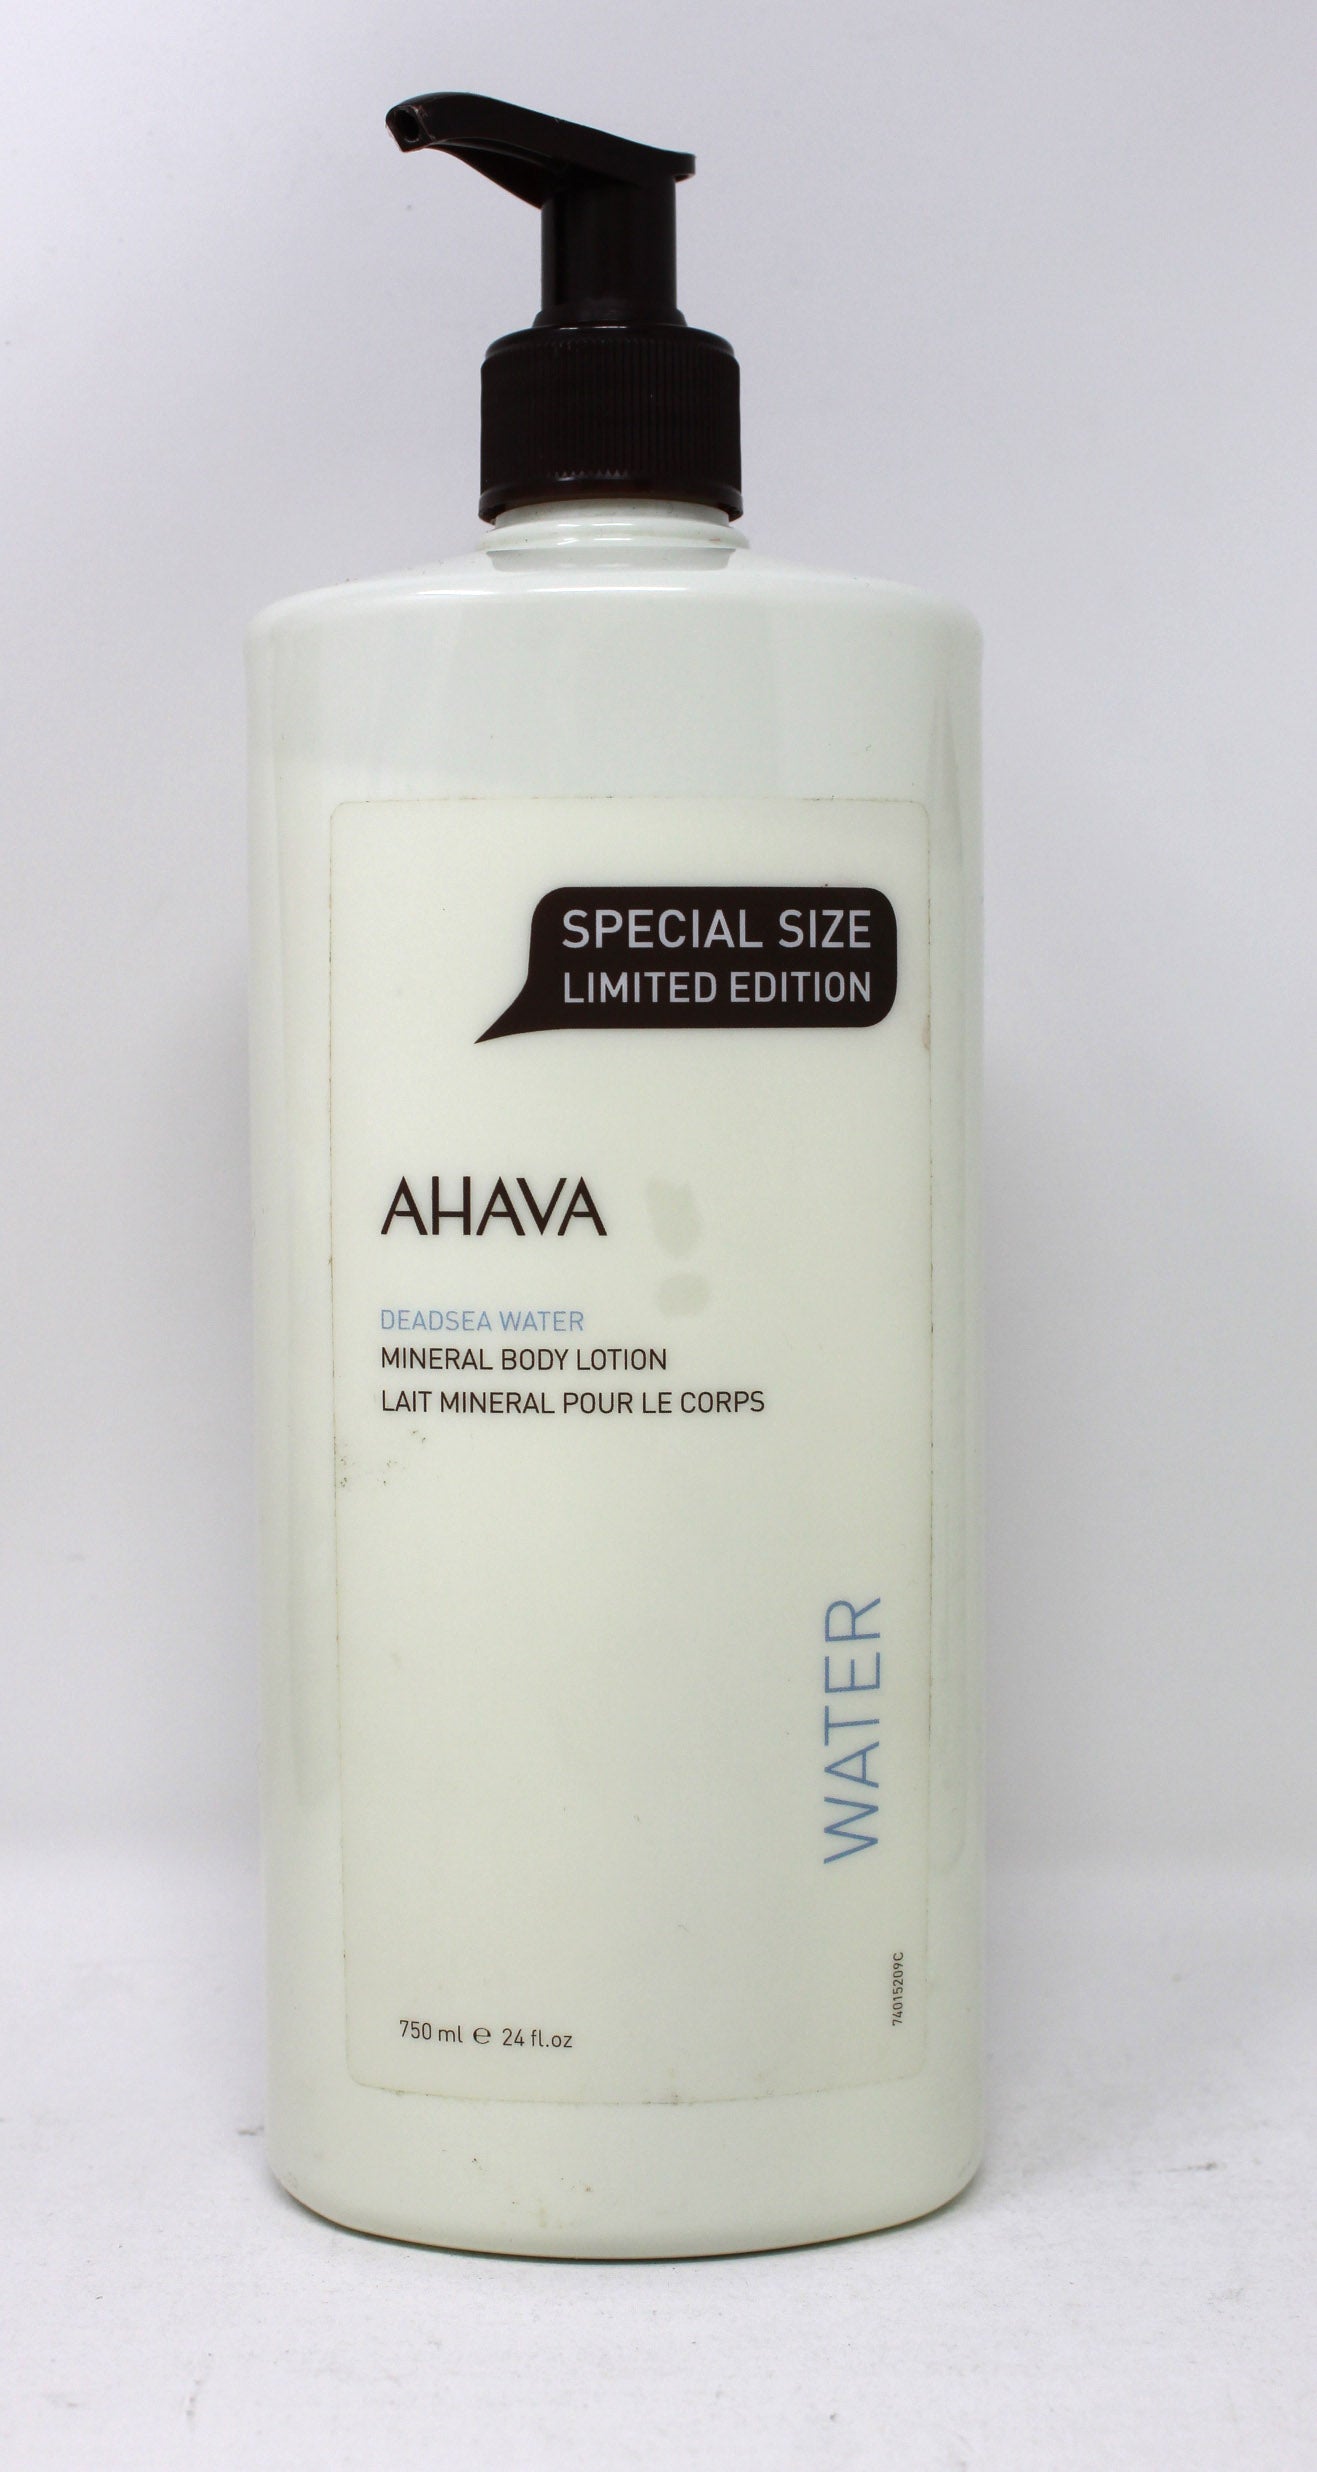 SPECIAL SIZE
LIMITED EDITION
AHAVA
DEADSEA WATER
MINERAL BODY LOTION
LAIT MINERAL POUR LE CORPS
WATER
74015209C
750 ml ℮ 24 fl.oz